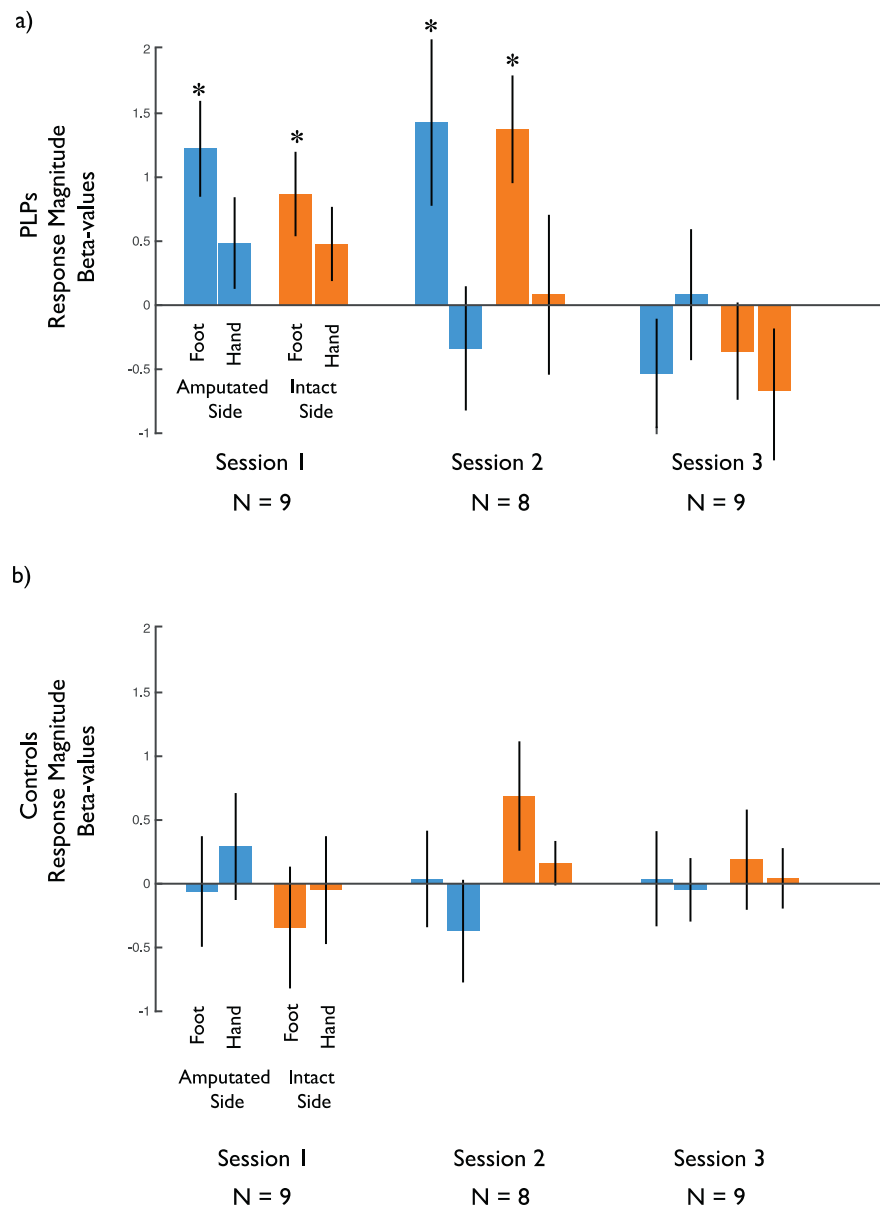 a)
PLPs
Response Magnitude
Beta-values
2
1.5
1
0.5
0
-0.5
-1
*
*
*
*
Foot
Hand
Foot
Hand
Amputated
Side
Intact
Side
Session 1
Session 2
Session 3
N = 9
N = 8
N = 9
b)
Controls
Response Magnitude
Beta-values
2
1.5
1
0.5
0
-0.5
-1
Foot
Hand
Foot
Hand
Amputated
Side
Intact
Side
Session 1
Session 2
Session 3
N = 9
N = 8
N = 9